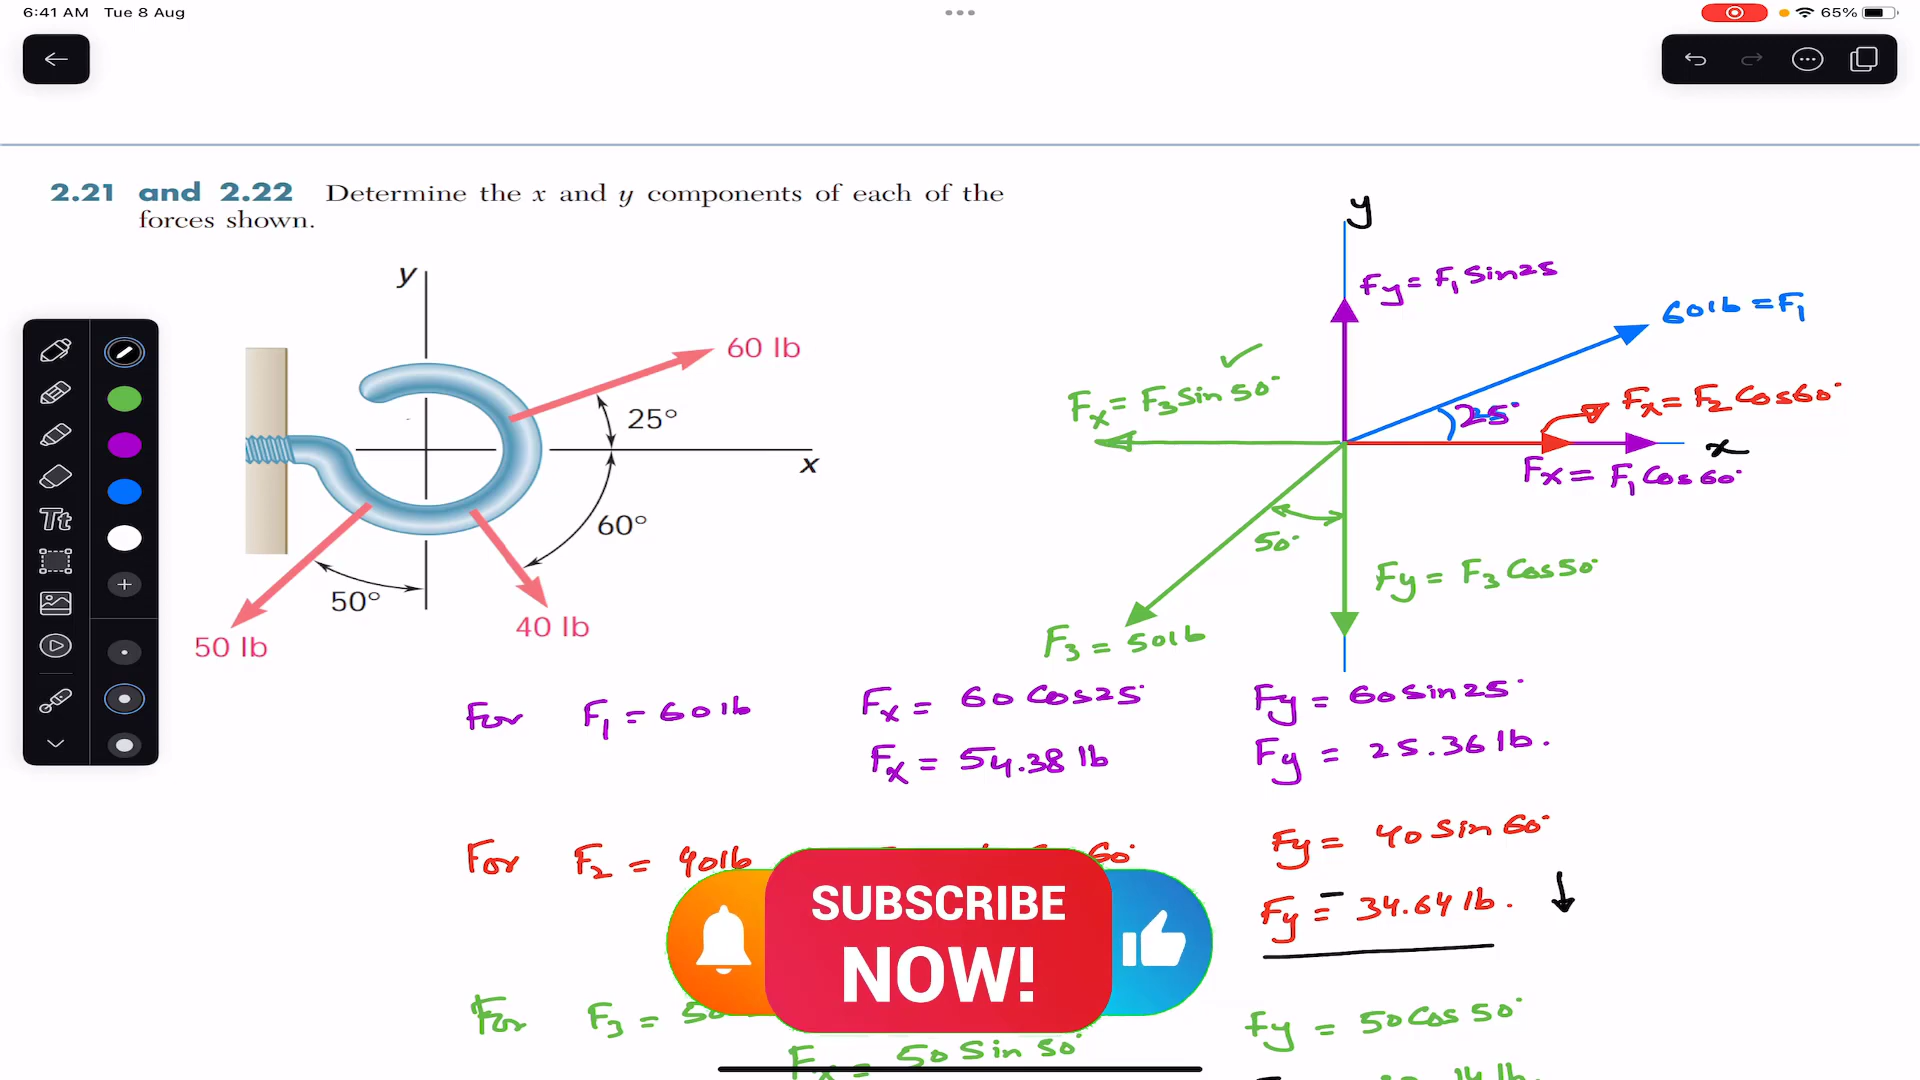 6:41 AM Tue 8 Aug
65%
2.21 and 2.22 Determine the x and y components of each of the
forces shown.
y
60 lb
25°
x
60°
50°
40 lb
50 lb
Tt
y
Fy = F1 Sin25
60lb = F1
Fx = F3 Sin 50°
25°
Fx = F2 Cos60°
x
Fx = F1 Cos60°
50°
Fy = F3 Cos50°
F3 = 50lb
For F1 = 60lb Fx = 60 Cos25° Fy = 60 Sin25°
Fx = 54.38 lb Fy = 25.36 lb.
For F2 = 40lb 60° Fy = 40 Sin 60°
Fy = - 34.64 lb.
SUBSCRIBE
NOW!
For F3 = 50 Fy = 50 Cos 50°
Fx = 50 Sin 50°